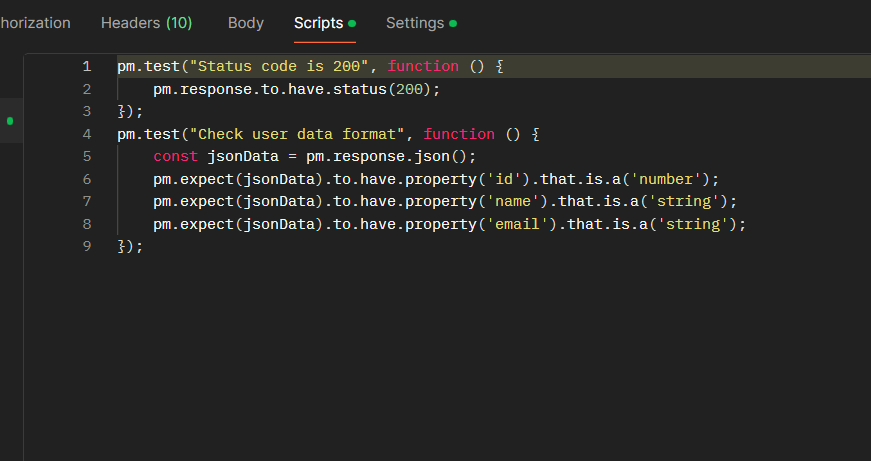 horization Headers (10) Body Scripts Settings
1 pm.test("Status code is 200", function () {
2 pm.response.to.have.status(200);
3 });
4 pm.test("Check user data format", function () {
5 const jsonData = pm.response.json();
6 pm.expect(jsonData).to.have.property('id').that.is.a('number');
7 pm.expect(jsonData).to.have.property('name').that.is.a('string');
8 pm.expect(jsonData).to.have.property('email').that.is.a('string');
9 });